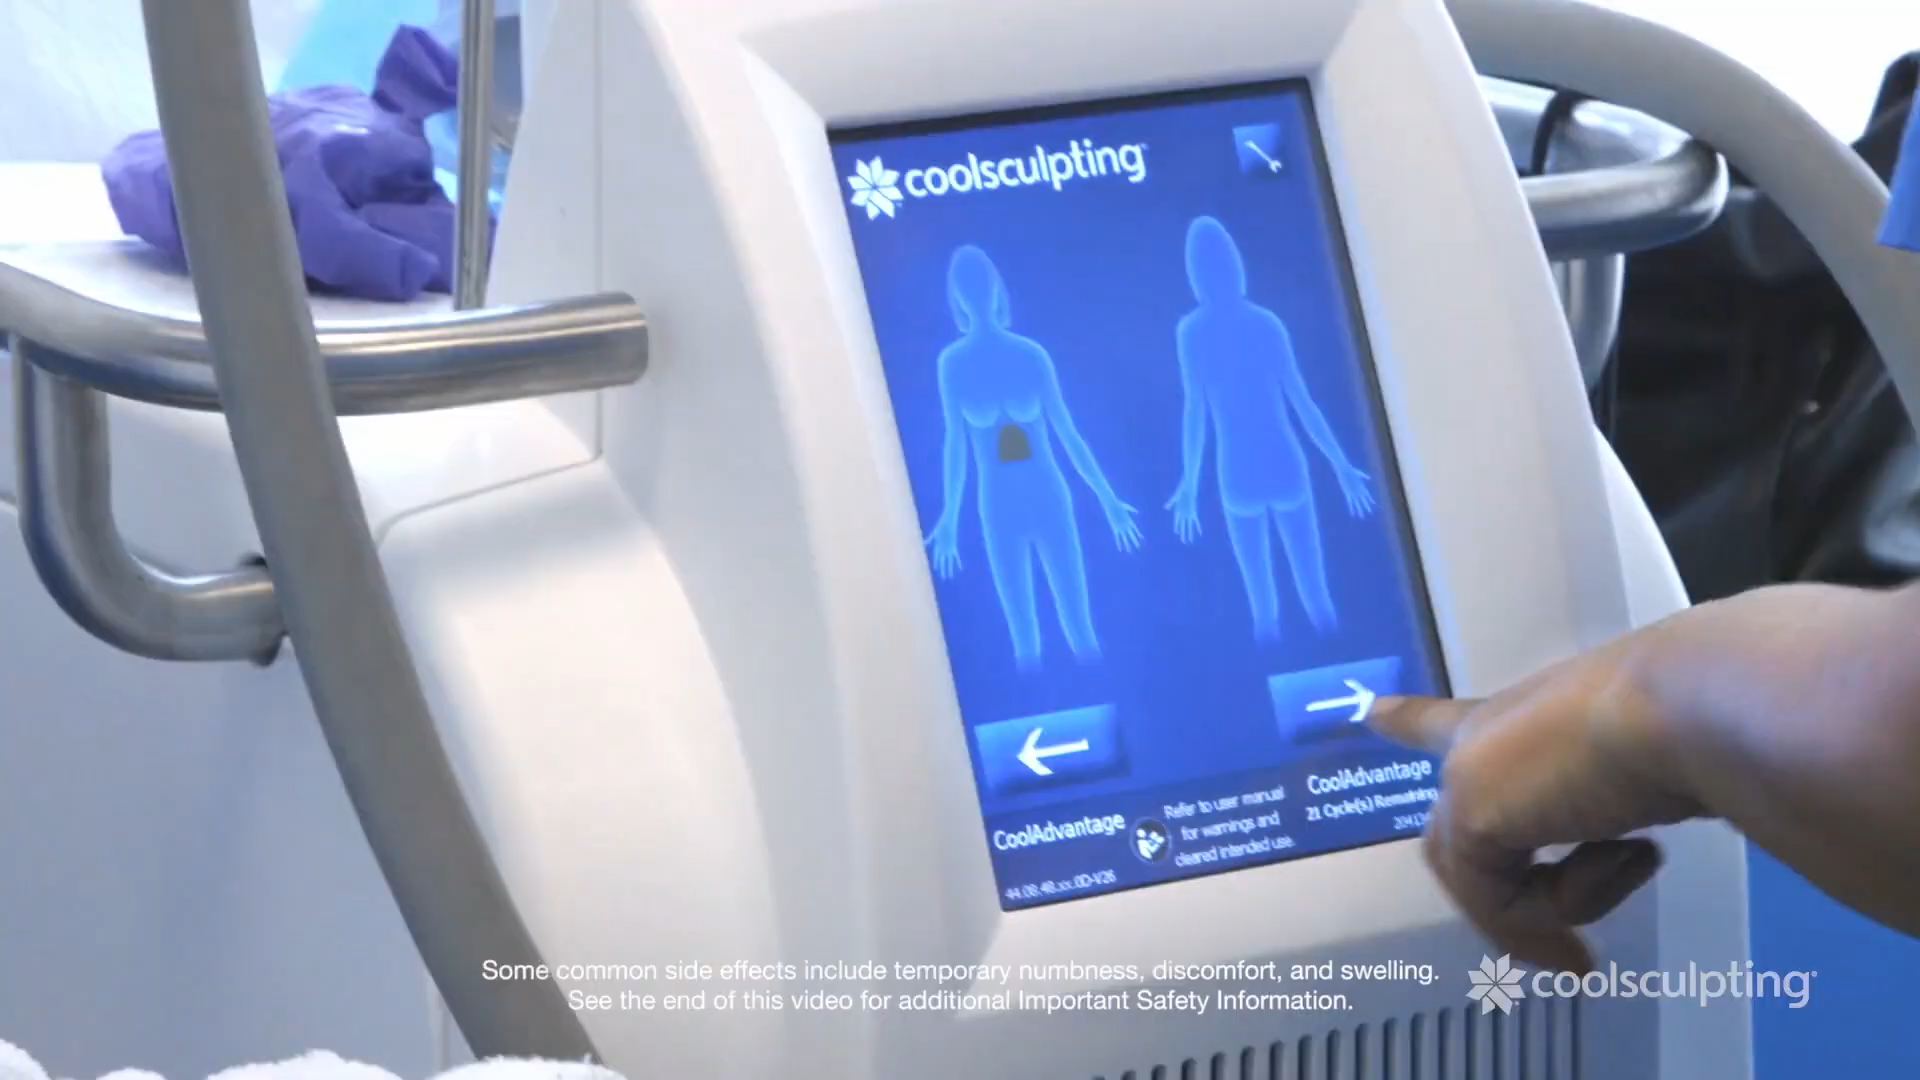 coolsculpting
CoolAdvantage
Refer to user manual
for warnings and
cleared intended use.
CoolAdvantage
21 Cycle(s) Remaining
Some common side effects include temporary numbness, discomfort, and swelling.
See the end of this video for additional Important Safety Information.
coolsculpting